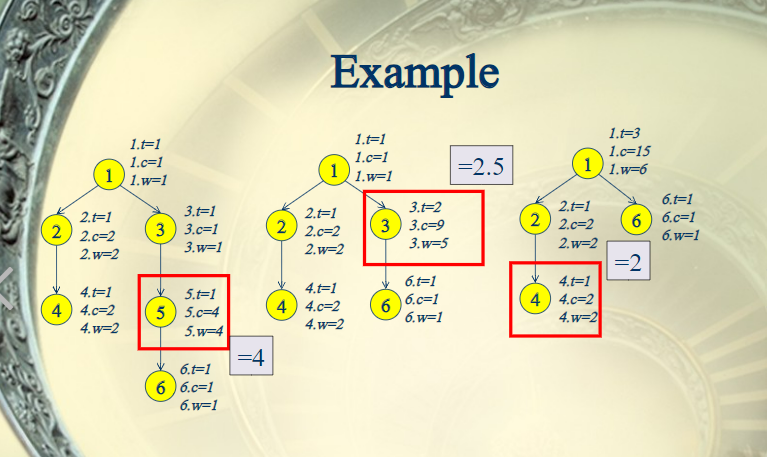 Example
1.t=1
1.c=1
1.w=1
1
2
2.t=1
2.c=2
2.w=2
3
3.t=1
3.c=1
3.w=1
4
4.t=1
4.c=2
4.w=2
5
5.t=1
5.c=4
5.w=4
=4
6
6.t=1
6.c=1
6.w=1
1.t=1
1.c=1
1.w=1
1
=2.5
2
2.t=1
2.c=2
2.w=2
3
3.t=2
3.c=9
3.w=5
4
4.t=1
4.c=2
4.w=2
6
6.t=1
6.c=1
6.w=1
1.t=3
1.c=15
1.w=6
1
2
2.t=1
2.c=2
2.w=2
6
6.t=1
6.c=1
6.w=1
=2
4
4.t=1
4.c=2
4.w=2